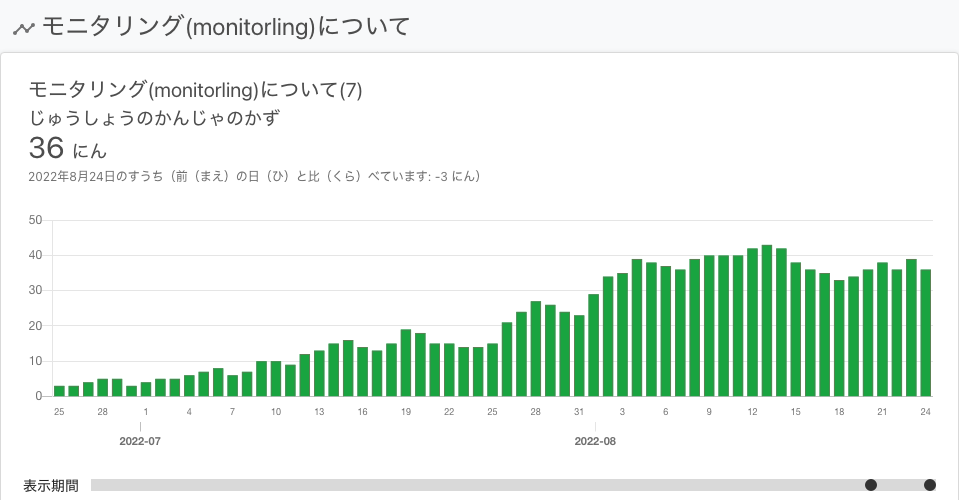 モニタリング(monitorling)について
モニタリング(monitorling)について(7)
じゅうしょうのかんじゃのかず
36 にん
2022年8月24日のすうち（前（まえ）の日（ひ）と比（くら）べています: -3 にん）
50
40
30
20
10
0
25 28 1 4 7 10 13 16 19 22 25 28 31 3 6 9 12 15 18 21 24
2022-07 2022-08
表示期間